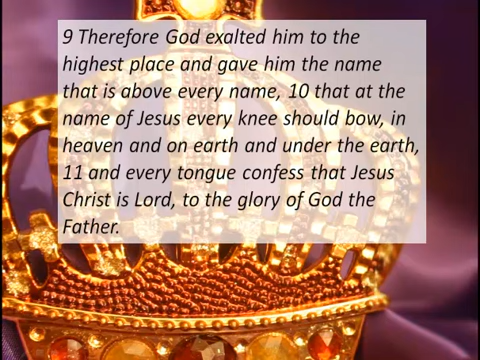 9 Therefore God exalted him to the
highest place and gave him the name
that is above every name, 10 that at the
name of Jesus every knee should bow, in
heaven and on earth and under the earth,
11 and every tongue confess that Jesus
Christ is Lord, to the glory of God the
Father.